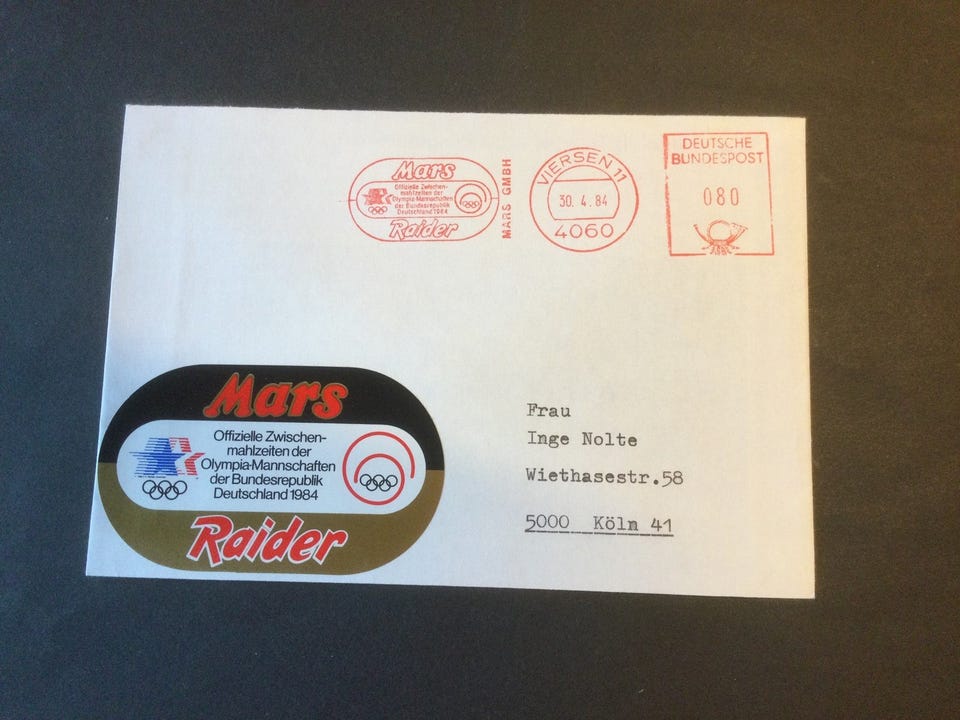 Mars
Offizielle Zwischen-
mahlzeiten der
Olympia-Mannschaften
der Bundesrepublik
Deutschland 1984
Raider
MARS GMBH
VIERSEN 11
30. 4. 84
4060
DEUTSCHE
BUNDESPOST
080
Mars
Offizielle Zwischen-
mahlzeiten der
Olympia-Mannschaften
der Bundesrepublik
Deutschland 1984
Raider
Frau
Inge Nolte
Wiethasestr.58
5000 Köln 41